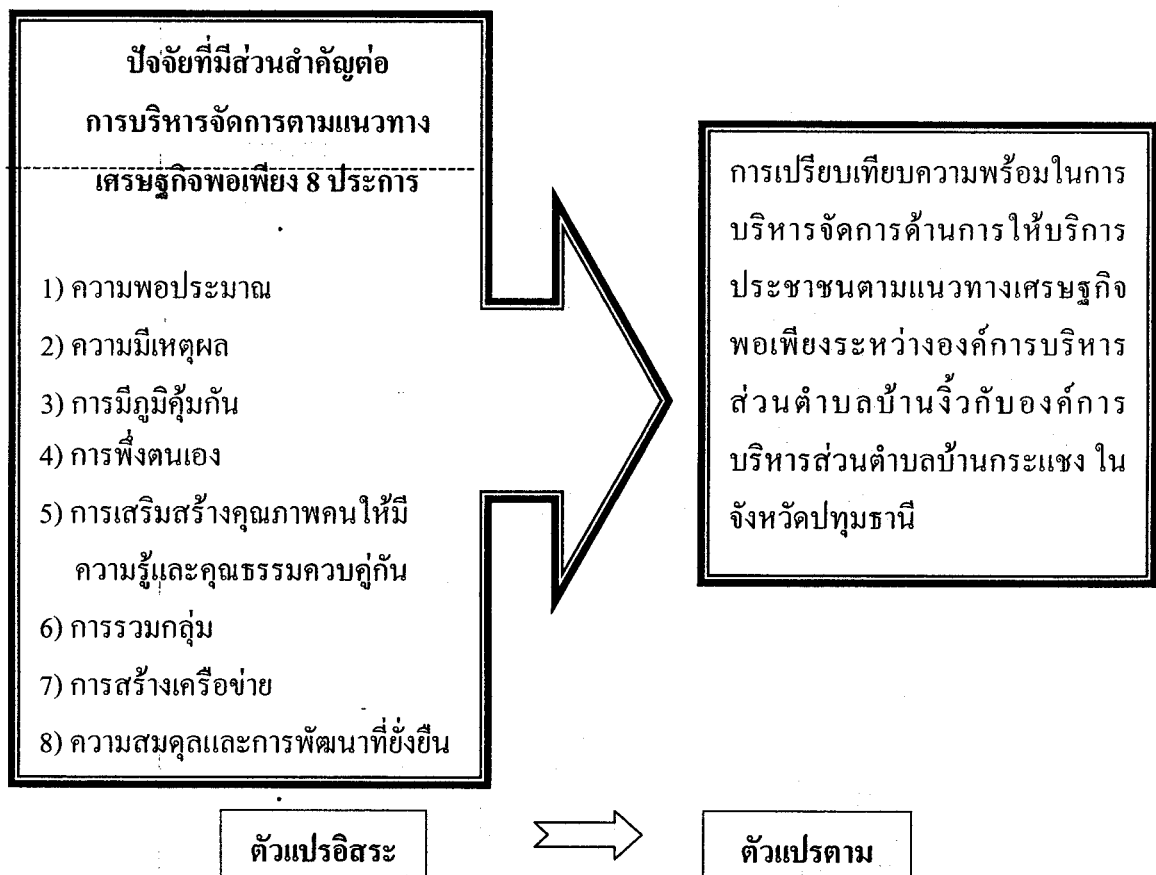 ปัจจัยที่มีส่วนสำคัญต่อ
การบริหารจัดการตามแนวทาง
เศรษฐกิจพอเพียง 8 ประการ
1) ความพอประมาณ
2) ความมีเหตุผล
3) การมีภูมิคุ้มกัน
4) การพึ่งตนเอง
5) การเสริมสร้างคุณภาพคนให้มี
ความรู้และคุณธรรมควบคู่กัน
6) การรวมกลุ่ม
7) การสร้างเครือข่าย
8) ความสมดุลและการพัฒนาที่ยั่งยืน
การเปรียบเทียบความพร้อมในการ
บริหารจัดการด้านการให้บริการ
ประชาชนตามแนวทางเศรษฐกิจ
พอเพียงระหว่างองค์การบริหาร
ส่วนตำบลบ้านงิ้วกับองค์การ
บริหารส่วนตำบลบ้านกระแชง ใน
จังหวัดปทุมธานี
ตัวแปรอิสระ
ตัวแปรตาม